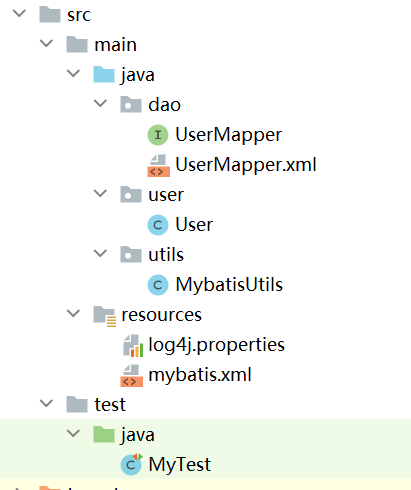 src
main
java
dao
UserMapper
UserMapper.xml
user
User
utils
MybatisUtils
resources
log4j.properties
mybatis.xml
test
java
MyTest